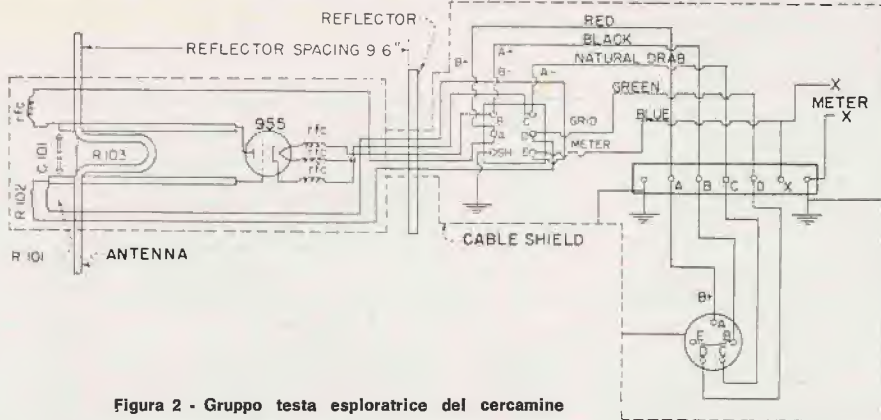 REFLECTOR
REFLECTOR SPACING 9 6"
RED
BLACK
NATURAL DRAB
GREEN
BLUE
B+
A+
B-
A-
GRID
METER
X
METER
X
rfc
955
rfc
rfc
rfc
C 101
R 103
R 102
R 101
ANTENNA
B
C
A
D
SH
E
A
B
C
D
X
CABLE SHIELD
B+
A
E
B
D
C
Figura 2 - Gruppo testa esploratrice del cercamine